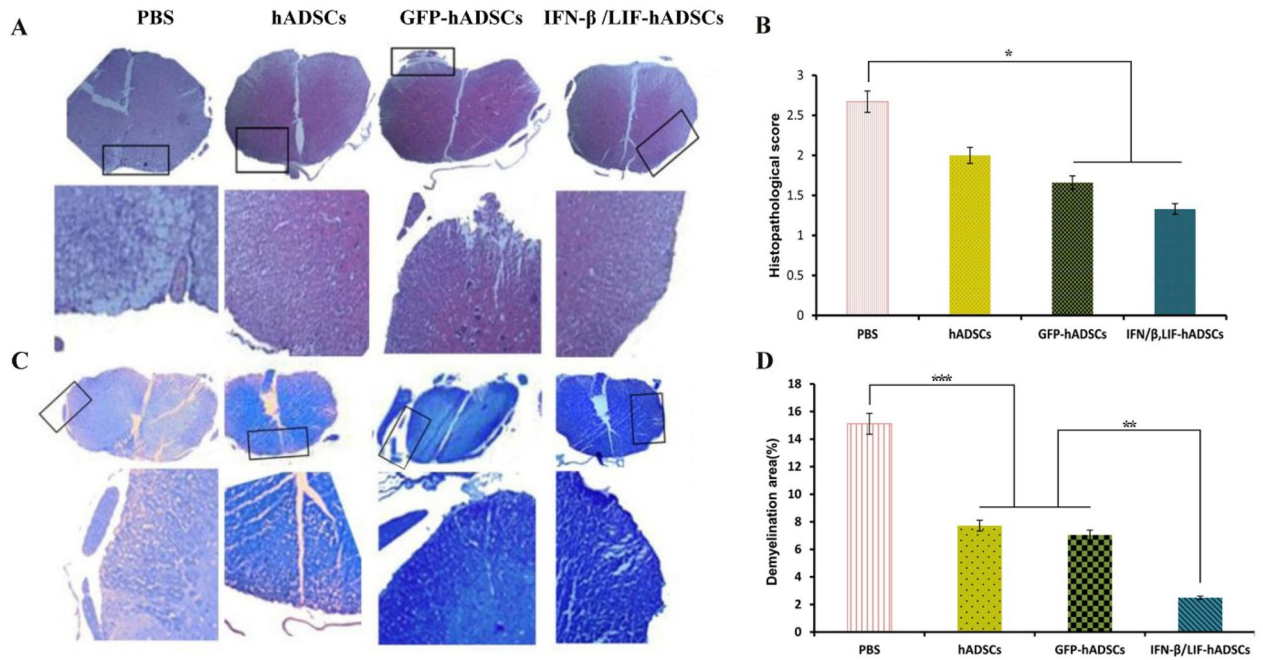 A
PBS
hADSCs
GFP-hADSCs
IFN-β /LIF-hADSCs
B
*
Histopathological score
3
2.5
2
1.5
1
0.5
0
PBS
hADSCs
GFP-hADSCs
IFN/β,LIF-hADSCs
C
D
***
**
Demyelination area(%)
18
16
14
12
10
8
6
4
2
0
PBS
hADSCs
GFP-hADSCs
IFN-β/LIF-hADSCs